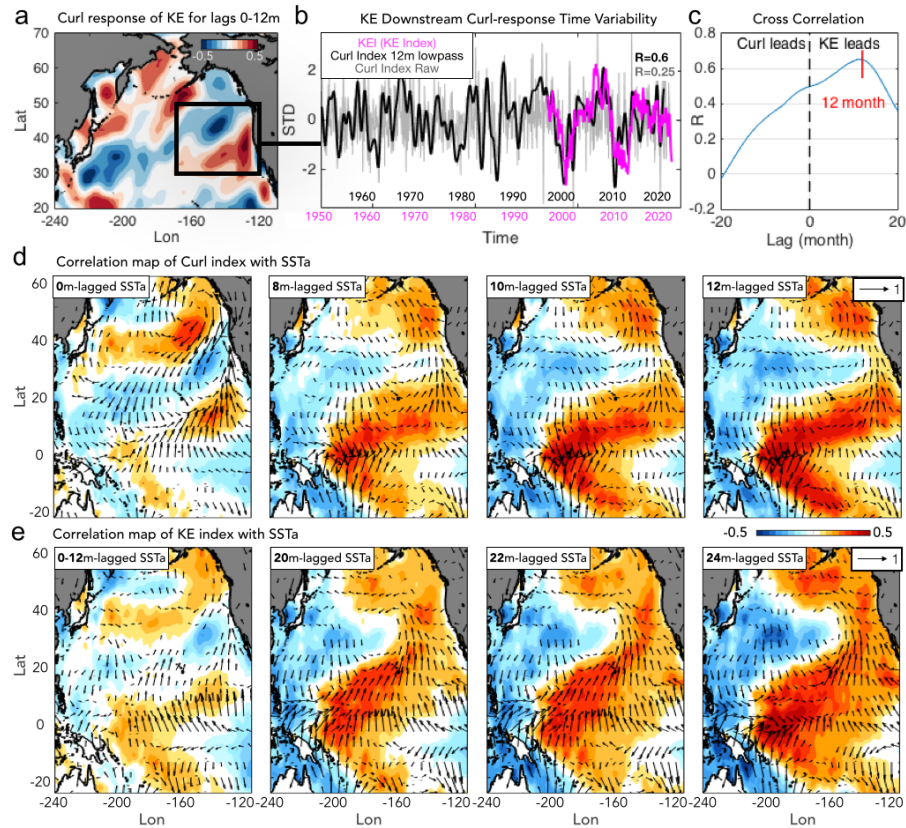 a Curl response of KE for lags 0-12m
-0.5 0.5
70
60
50
40
30
20
Lat
-240 -200 -160 -120
Lon
b KE Downstream Curl-response Time Variability
KEI (KE Index)
Curl Index 12m lowpass
Curl Index Raw
R=0.6
R=0.25
STD
2
0
-2
1960 1970 1980 1990 2000 2010 2020
1950 1960 1970 1980 1990 2000 2010 2020
Time
c Cross Correlation
Curl leads KE leads
12 month
R
0.8
0.6
0.4
0.2
0
-0.2
-20 0 20
Lag (month)
d Correlation map of Curl index with SSTa
0m-lagged SSTa 8m-lagged SSTa 10m-lagged SSTa 12m-lagged SSTa
1
60
40
20
0
-20
Lat
-0.5 0.5
e Correlation map of KE index with SSTa
0-12m-lagged SSTa 20m-lagged SSTa 22m-lagged SSTa 24m-lagged SSTa
1
60
40
20
0
-20
Lat
-240 -200 -160 -120 -240 -200 -160 -120 -240 -200 -160 -120 -240 -200 -160 -120
Lon Lon Lon Lon